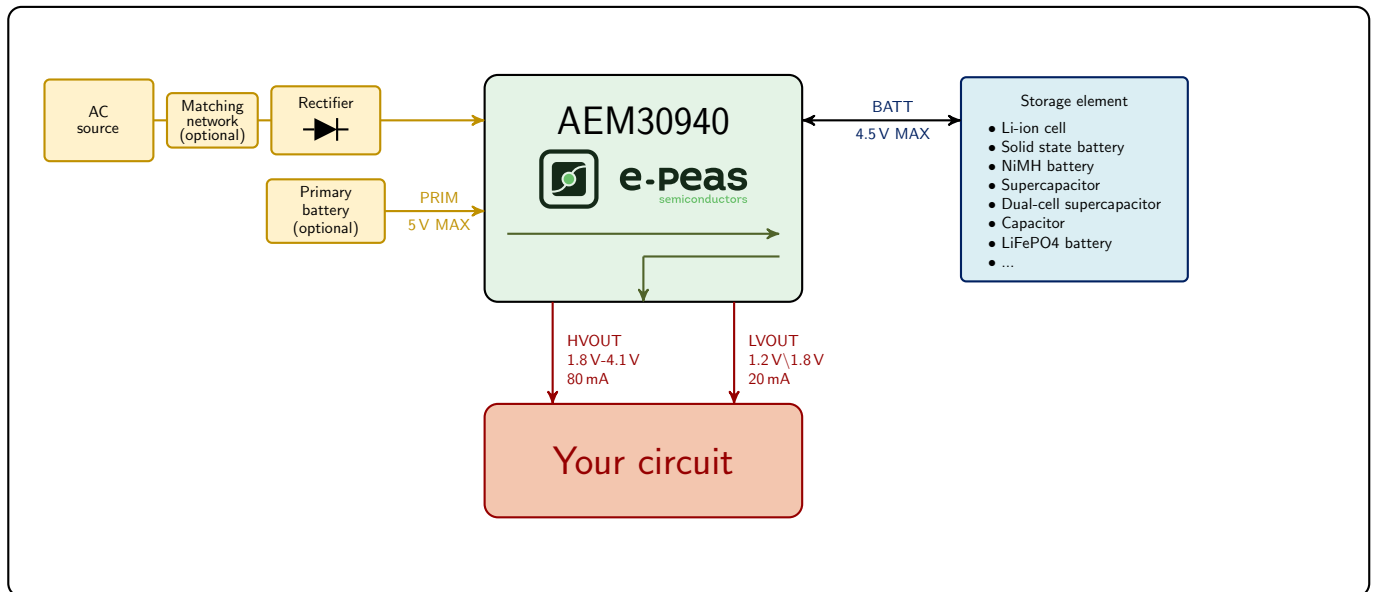 AC
source
Matching
network
(optional)
Rectifier
Primary
battery
(optional)
PRIM
5 V MAX
AEM30940
e-peas
semiconductors
BATT
4.5 V MAX
Storage element
• Li-ion cell
• Solid state battery
• NiMH battery
• Supercapacitor
• Dual-cell supercapacitor
• Capacitor
• LiFePO4 battery
• ...
HVOUT
1.8 V-4.1 V
80 mA
LVOUT
1.2 V\1.8 V
20 mA
Your circuit